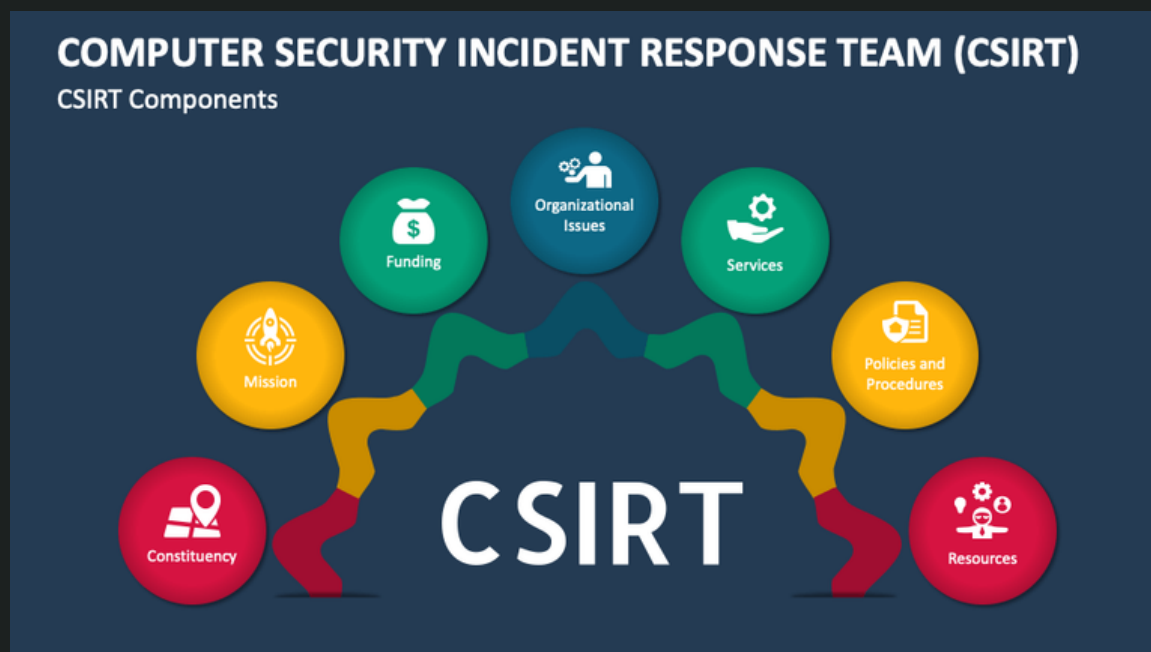 COMPUTER SECURITY INCIDENT RESPONSE TEAM (CSIRT)
CSIRT Components
Constituency
Mission
$
Funding
Organizational
Issues
Services
Policies and
Procedures
Resources
CSIRT